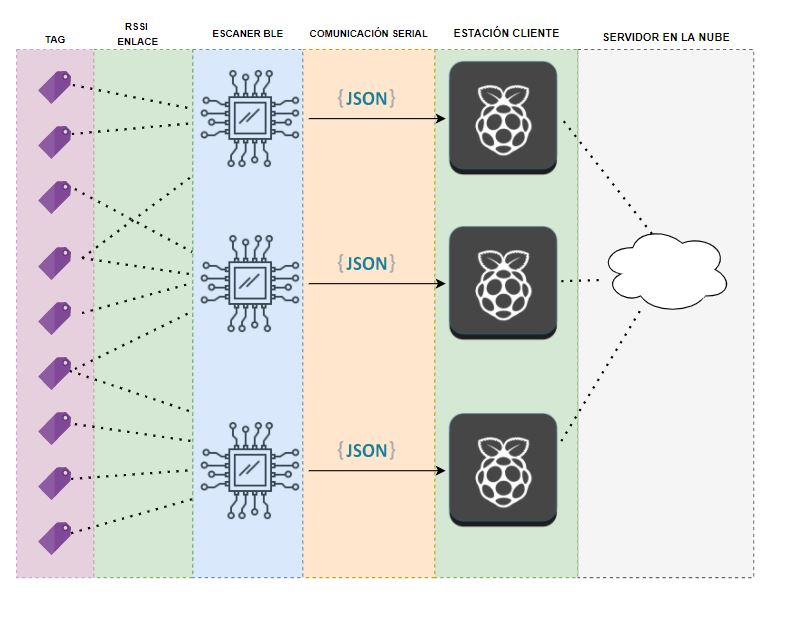 TAG
RSSI
ENLACE
ESCANER BLE
COMUNICACIÓN SERIAL
ESTACIÓN CLIENTE
SERVIDOR EN LA NUBE
{JSON}
{JSON}
{JSON}